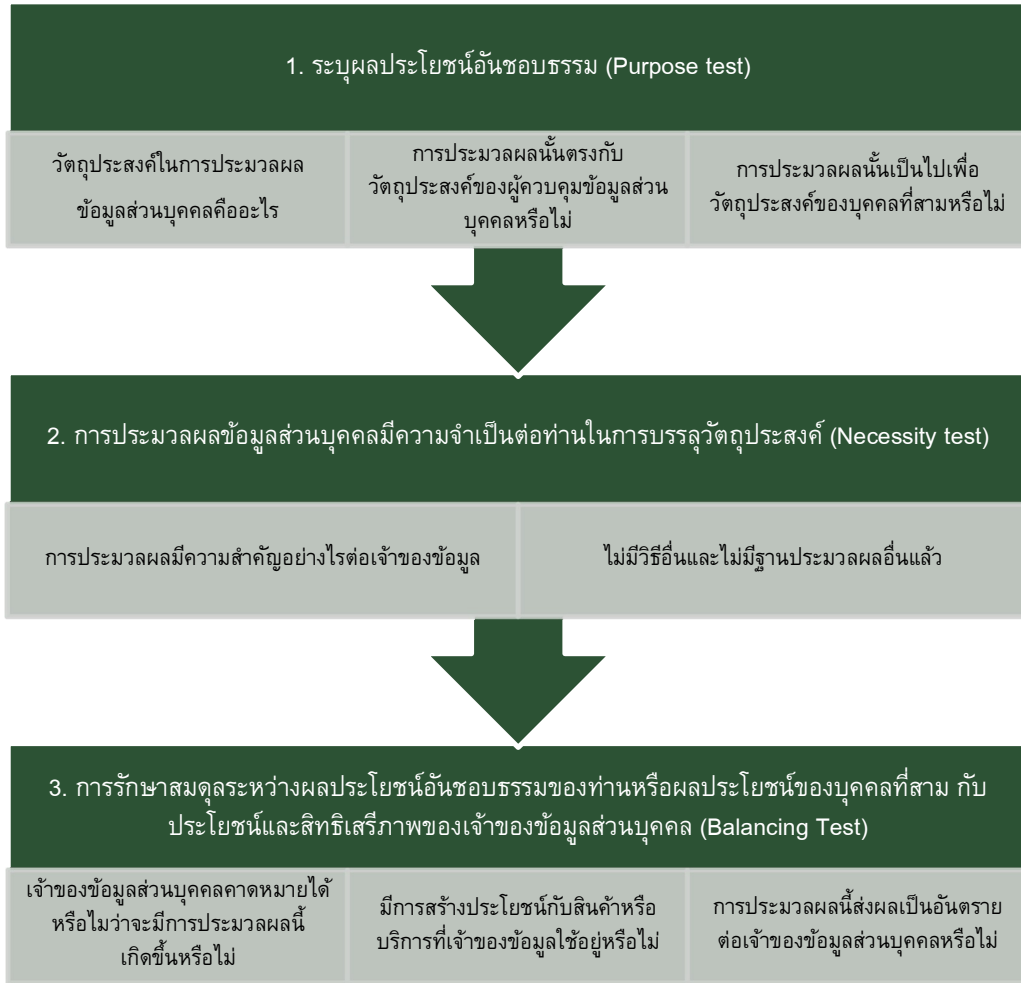 1. ระบุผลประโยชน์อันชอบธรรม (Purpose test)
วัตถุประสงค์ในการประมวลผล
ข้อมูลส่วนบุคคลคืออะไร
การประมวลผลนั้นตรงกับ
วัตถุประสงค์ของผู้ควบคุมข้อมูลส่วน
บุคคลหรือไม่
การประมวลผลนั้นเป็นไปเพื่อ
วัตถุประสงค์ของบุคคลที่สามหรือไม่
2. การประมวลผลข้อมูลส่วนบุคคลมีความจำเป็นต่อท่านในการบรรลุวัตถุประสงค์ (Necessity test)
การประมวลผลมีความสำคัญอย่างไรต่อเจ้าของข้อมูล
ไม่มีวิธีอื่นและไม่มีฐานประมวลผลอื่นแล้ว
3. การรักษาสมดุลระหว่างผลประโยชน์อันชอบธรรมของท่านหรือผลประโยชน์ของบุคคลที่สาม กับ
ประโยชน์และสิทธิเสรีภาพของเจ้าของข้อมูลส่วนบุคคล (Balancing Test)
เจ้าของข้อมูลส่วนบุคคลคาดหมายได้
หรือไมว่าจะมีการประมวลผลนี้
เกิดขึ้นหรือไม่
มีการสร้างประโยชน์กับสินค้าหรือ
บริการที่เจ้าของข้อมูลใช้อยู่หรือไม่
การประมวลผลนี้ส่งผลเป็นอันตราย
ต่อเจ้าของข้อมูลส่วนบุคคลหรือไม่